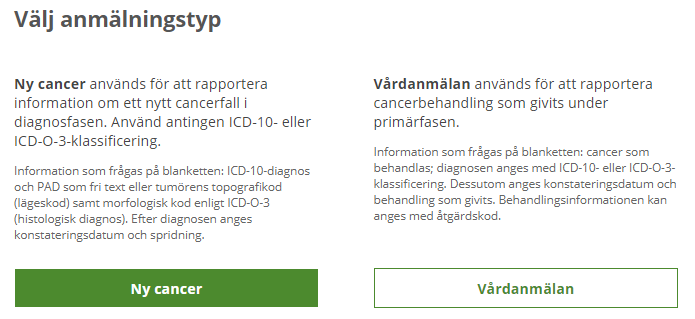 Välj anmälningstyp
Ny cancer används för att rapportera
information om ett nytt cancerfall i
diagnosfasen. Använd antingen ICD-10- eller
ICD-O-3-klassificering.
Information som frågas på blanketten: ICD-10-diagnos
och PAD som fri text eller tumörens topografikod
(lägeskod) samt morfologisk kod enligt ICD-O-3
(histologisk diagnos). Efter diagnosen anges
konstateringsdatum och spridning.
Ny cancer
Vårdanmälan används för att rapportera
cancerbehandling som givits under
primärfasen.
Information som frågas på blanketten: cancer som
behandlas; diagnosen anges med ICD-10- eller ICD-O-3-
klassificering. Dessutom anges konstateringsdatum och
behandling som givits. Behandlingsinformationen kan
anges med åtgärdskod.
Vårdanmälan